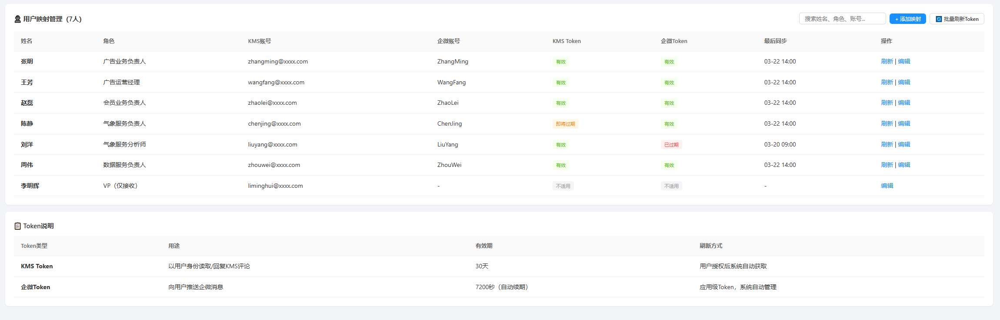 用户映射管理（7人）
搜索姓名、角色、账号...
+ 添加映射
批量刷新Token
姓名 角色 KMS账号 企微账号 KMS Token 企微Token 最后同步 操作
张明 广告业务负责人 zhangming@xxxx.com ZhangMing 有效 有效 03-22 14:00 刷新 | 编辑
王芳 广告运营经理 wangfang@xxxx.com WangFang 有效 有效 03-22 14:00 刷新 | 编辑
赵磊 会员业务负责人 zhaolei@xxxx.com ZhaoLei 有效 有效 03-22 14:00 刷新 | 编辑
陈静 气象服务负责人 chenjing@xxxx.com ChenJing 即将过期 有效 03-22 14:00 刷新 | 编辑
刘洋 气象服务分析师 liuyang@xxxx.com LiuYang 有效 已过期 03-20 09:00 刷新 | 编辑
周伟 数据服务负责人 zhouwei@xxxx.com ZhouWei 有效 有效 03-22 14:00 刷新 | 编辑
李明辉 VP（仅接收） liminghui@xxxx.com - 不适用 不适用 - 编辑
Token说明
Token类型 用途 有效期 刷新方式
KMS Token 以用户身份读取/回复KMS评论 30天 用户授权后系统自动获取
企微Token 向用户推送企微消息 7200秒（自动续期） 应用级Token，系统自动管理